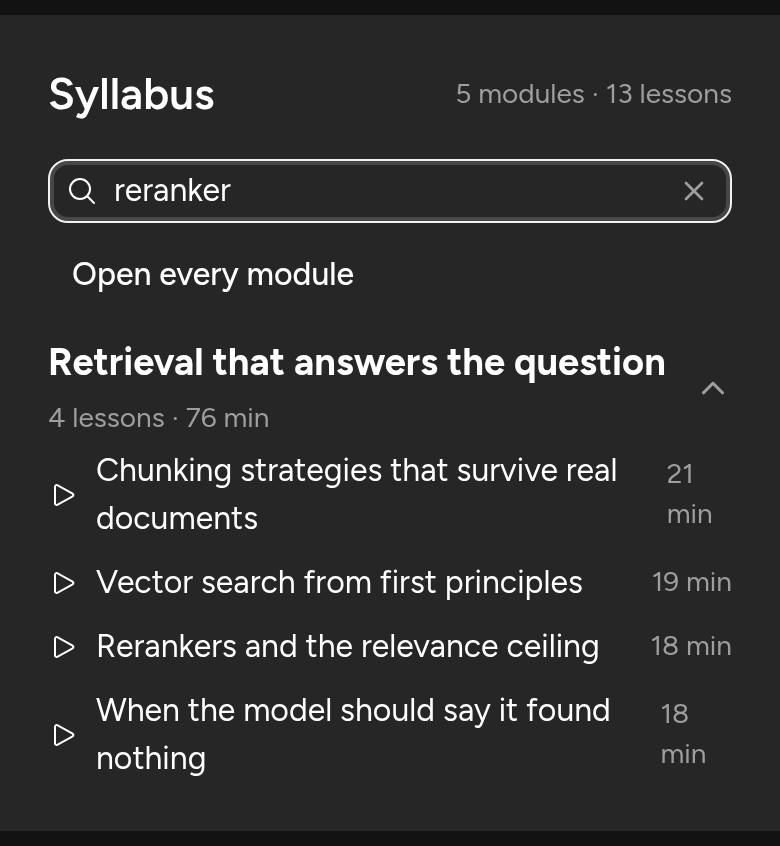 Syllabus
5 modules · 13 lessons
reranker
Open every module
Retrieval that answers the question
4 lessons · 76 min
Chunking strategies that survive real
documents
21
min
Vector search from first principles
19 min
Rerankers and the relevance ceiling
18 min
When the model should say it found
nothing
18
min